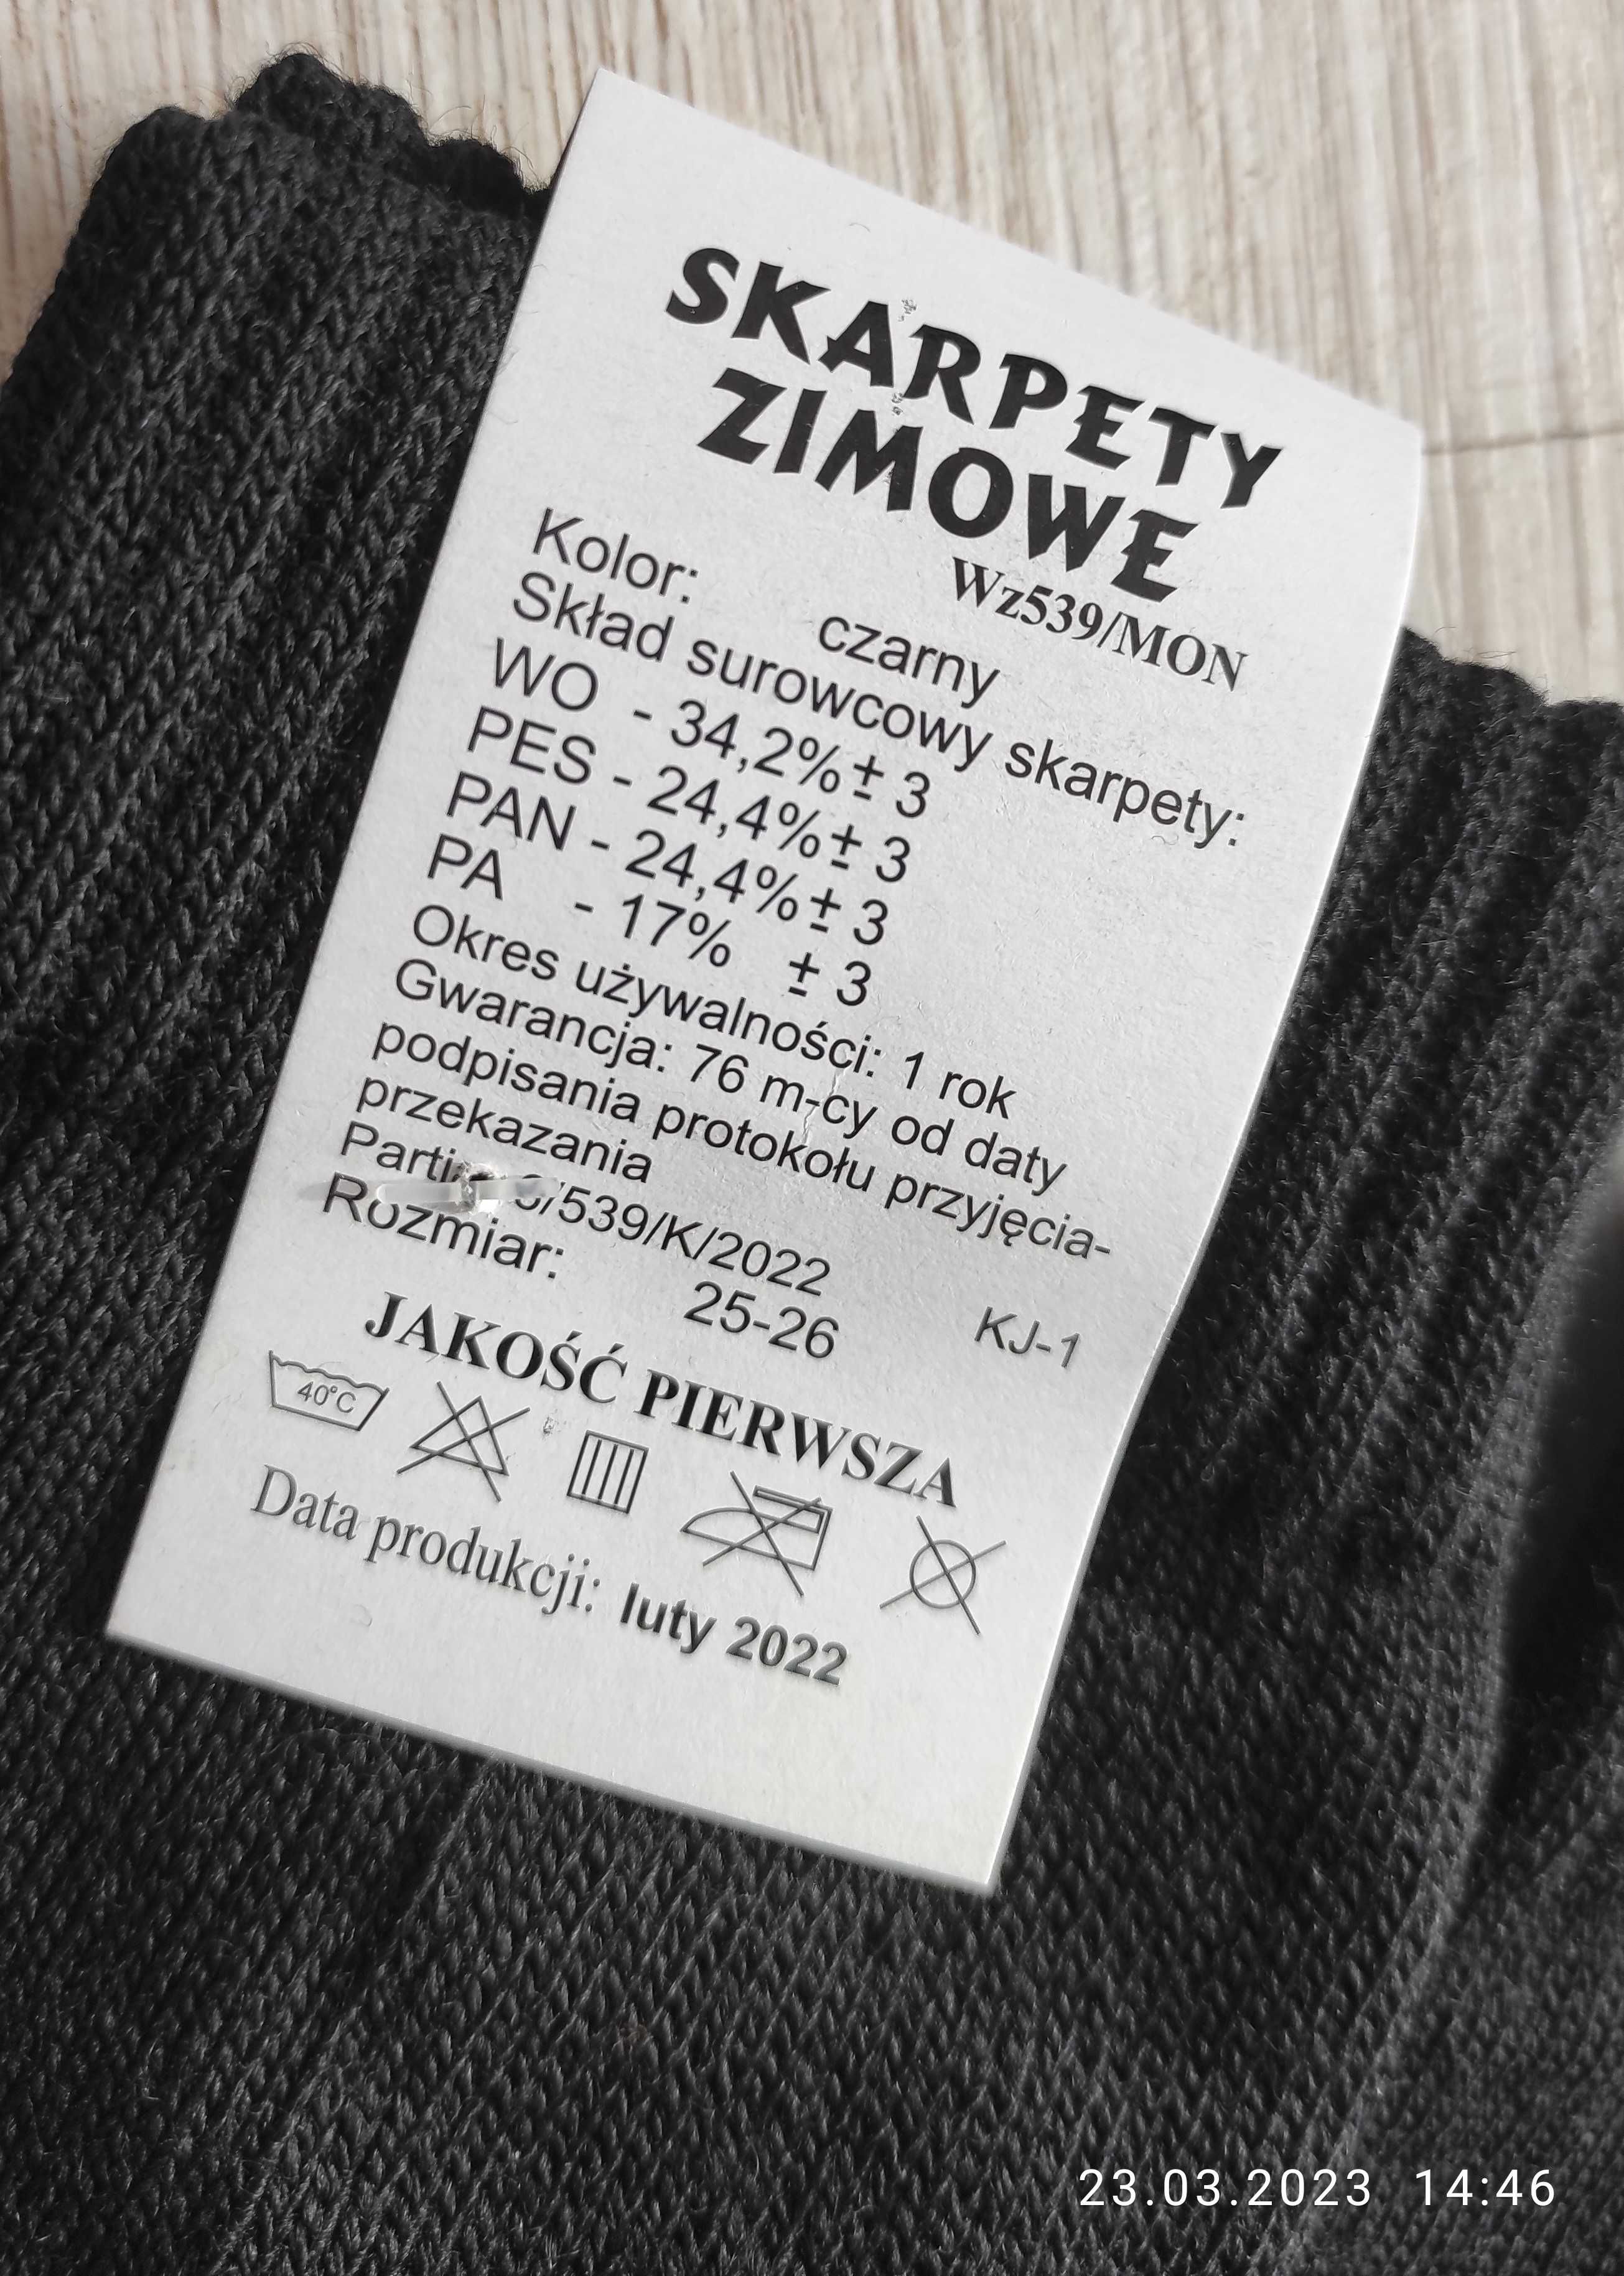 SKARPETY
ZIMOWE
Wz539/MON
Kolor: czarny
Skład surowcowy skarpety:
WO - 34,2% ± 3
PES - 24,4% ± 3
PAN - 24,4% ± 3
PA - 17% ± 3
Okres używalności: 1 rok
Gwarancja: 76 m-cy od daty
podpisania protokołu przyjęcia-
przekazania
/539/K/2022
Rozmiar: 25-26 KJ-1
JAKOŚĆ PIERWSZA
40°C
Data produkcji: luty 2022
23.03.2023 14:46